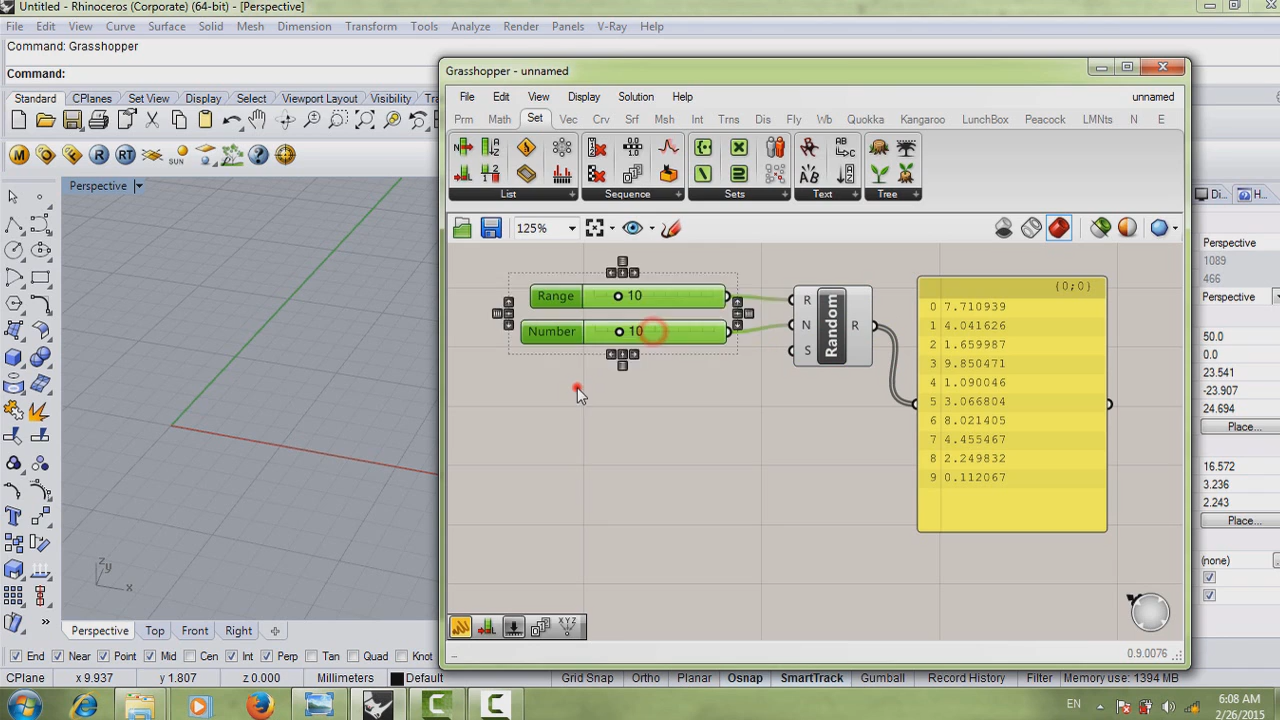 Untitled - Rhinoceros (Corporate) (64-bit) - [Perspective]
File Edit View Curve Surface Solid Mesh Dimension Transform Tools Analyze Render Panels V-Ray Help
Command: Grasshopper
Command:
Standard CPlanes Set View Display Select Viewport Layout Visibility
Perspective
Grasshopper - unnamed
File Edit View Display Solution Help unnamed
Prm Math Set Vec Crv Srf Msh Int Trns Dis Fly Wb Quokka Kangaroo LunchBox Peacock LMNts N E
List Sequence Sets Text Tree
125%
Range 10
Number 10
R
N
S
Random
R
{0;0}
0 7.710939
1 4.041626
2 1.659987
3 9.850471
4 1.090046
5 3.066804
6 8.021405
7 4.455467
8 2.249832
9 0.112067
0.9.0076
Di...
H...
Perspective
1089
466
Perspective
50.0
0.0
23.541
-23.907
24.694
Place...
16.572
3.236
2.243
Place...
(none)
z
y
x
Perspective Top Front Right
End Near Point Mid Cen Int Perp Tan Quad Knot
CPlane x 9.937 y 1.807 z 0.000 Millimeters Default Grid Snap Ortho Planar Osnap SmartTrack Gumball Record History Filter Memory use: 1394 MB
EN
6:08 AM
2/26/2015